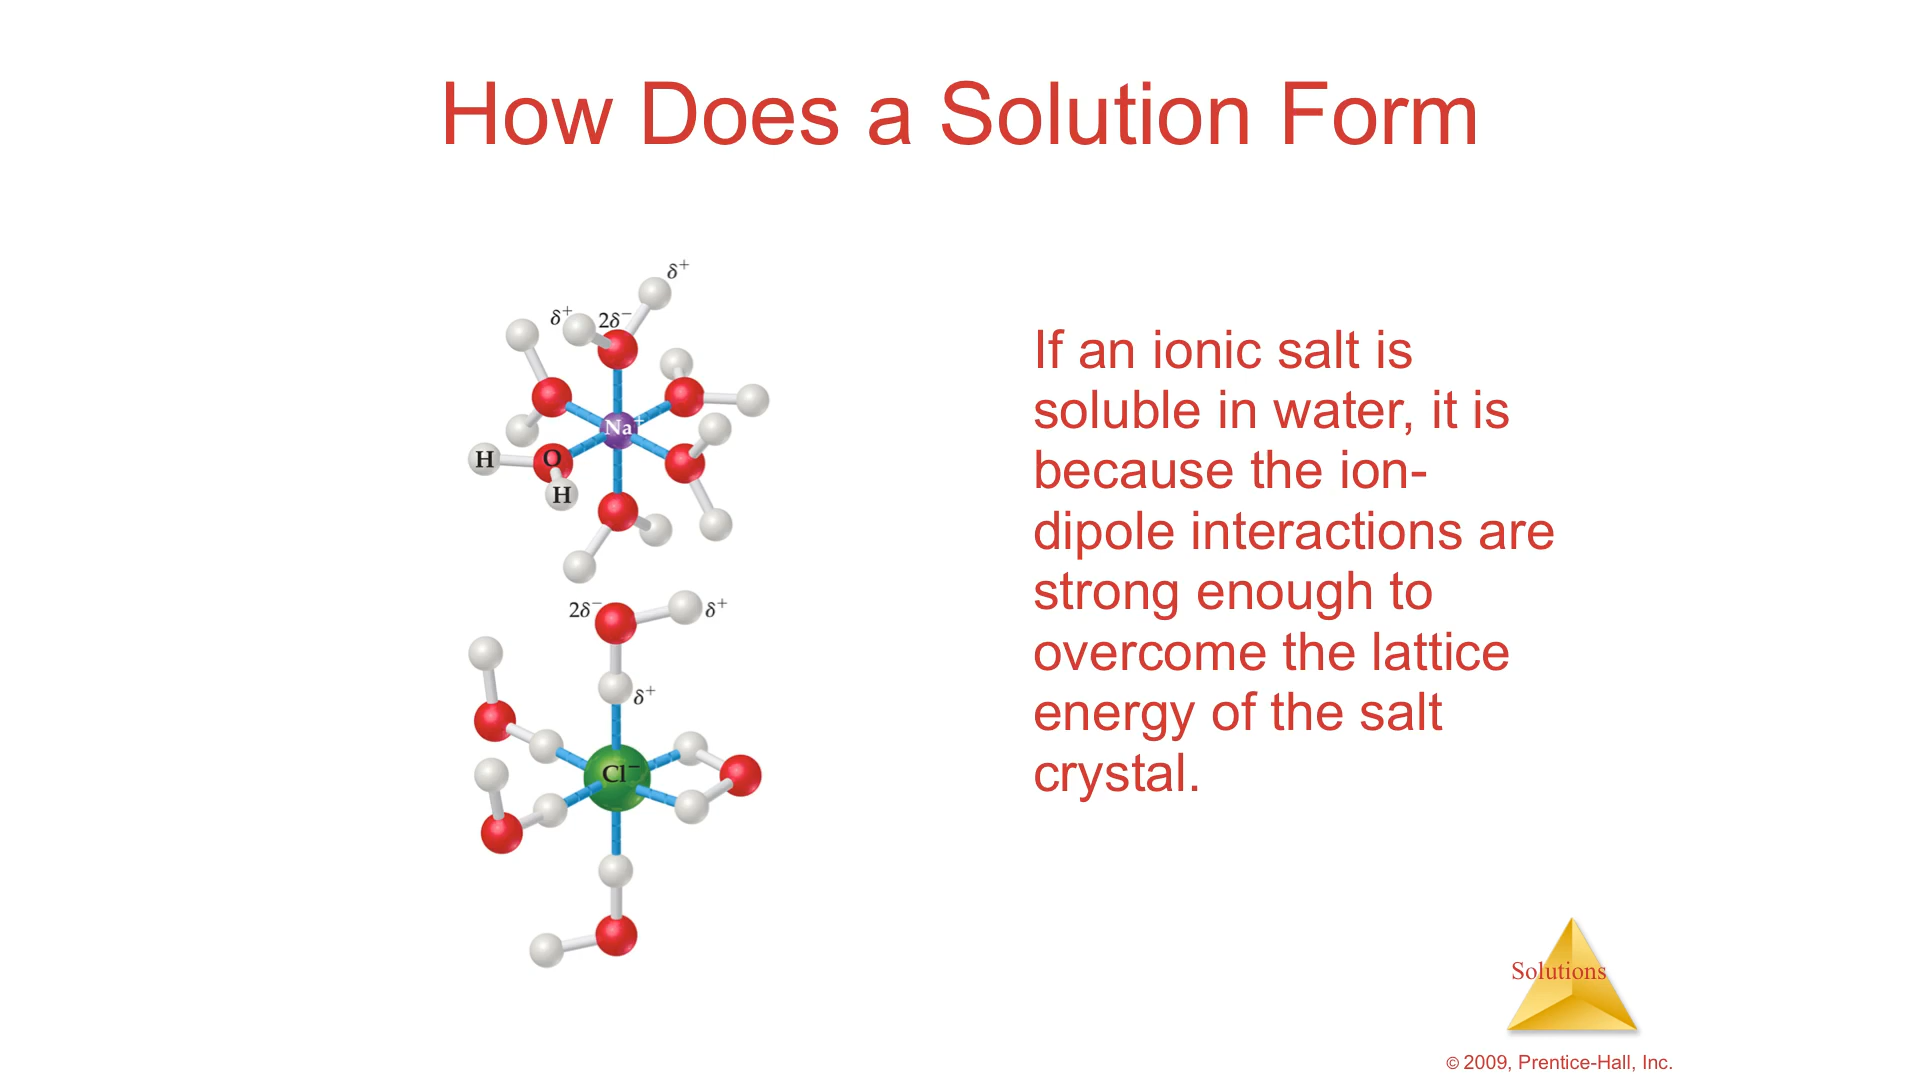 How Does a Solution Form
δ+
δ+ 2δ−
Na+
H O
H
2δ− δ+
δ+
Cl−
If an ionic salt is
soluble in water, it is
because the ion-
dipole interactions are
strong enough to
overcome the lattice
energy of the salt
crystal.
Solutions
© 2009, Prentice-Hall, Inc.